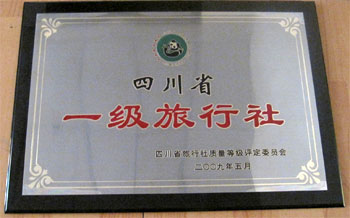 四川省
一级旅行社
四川省旅行社质量等级评定委员会
二〇〇九年五月